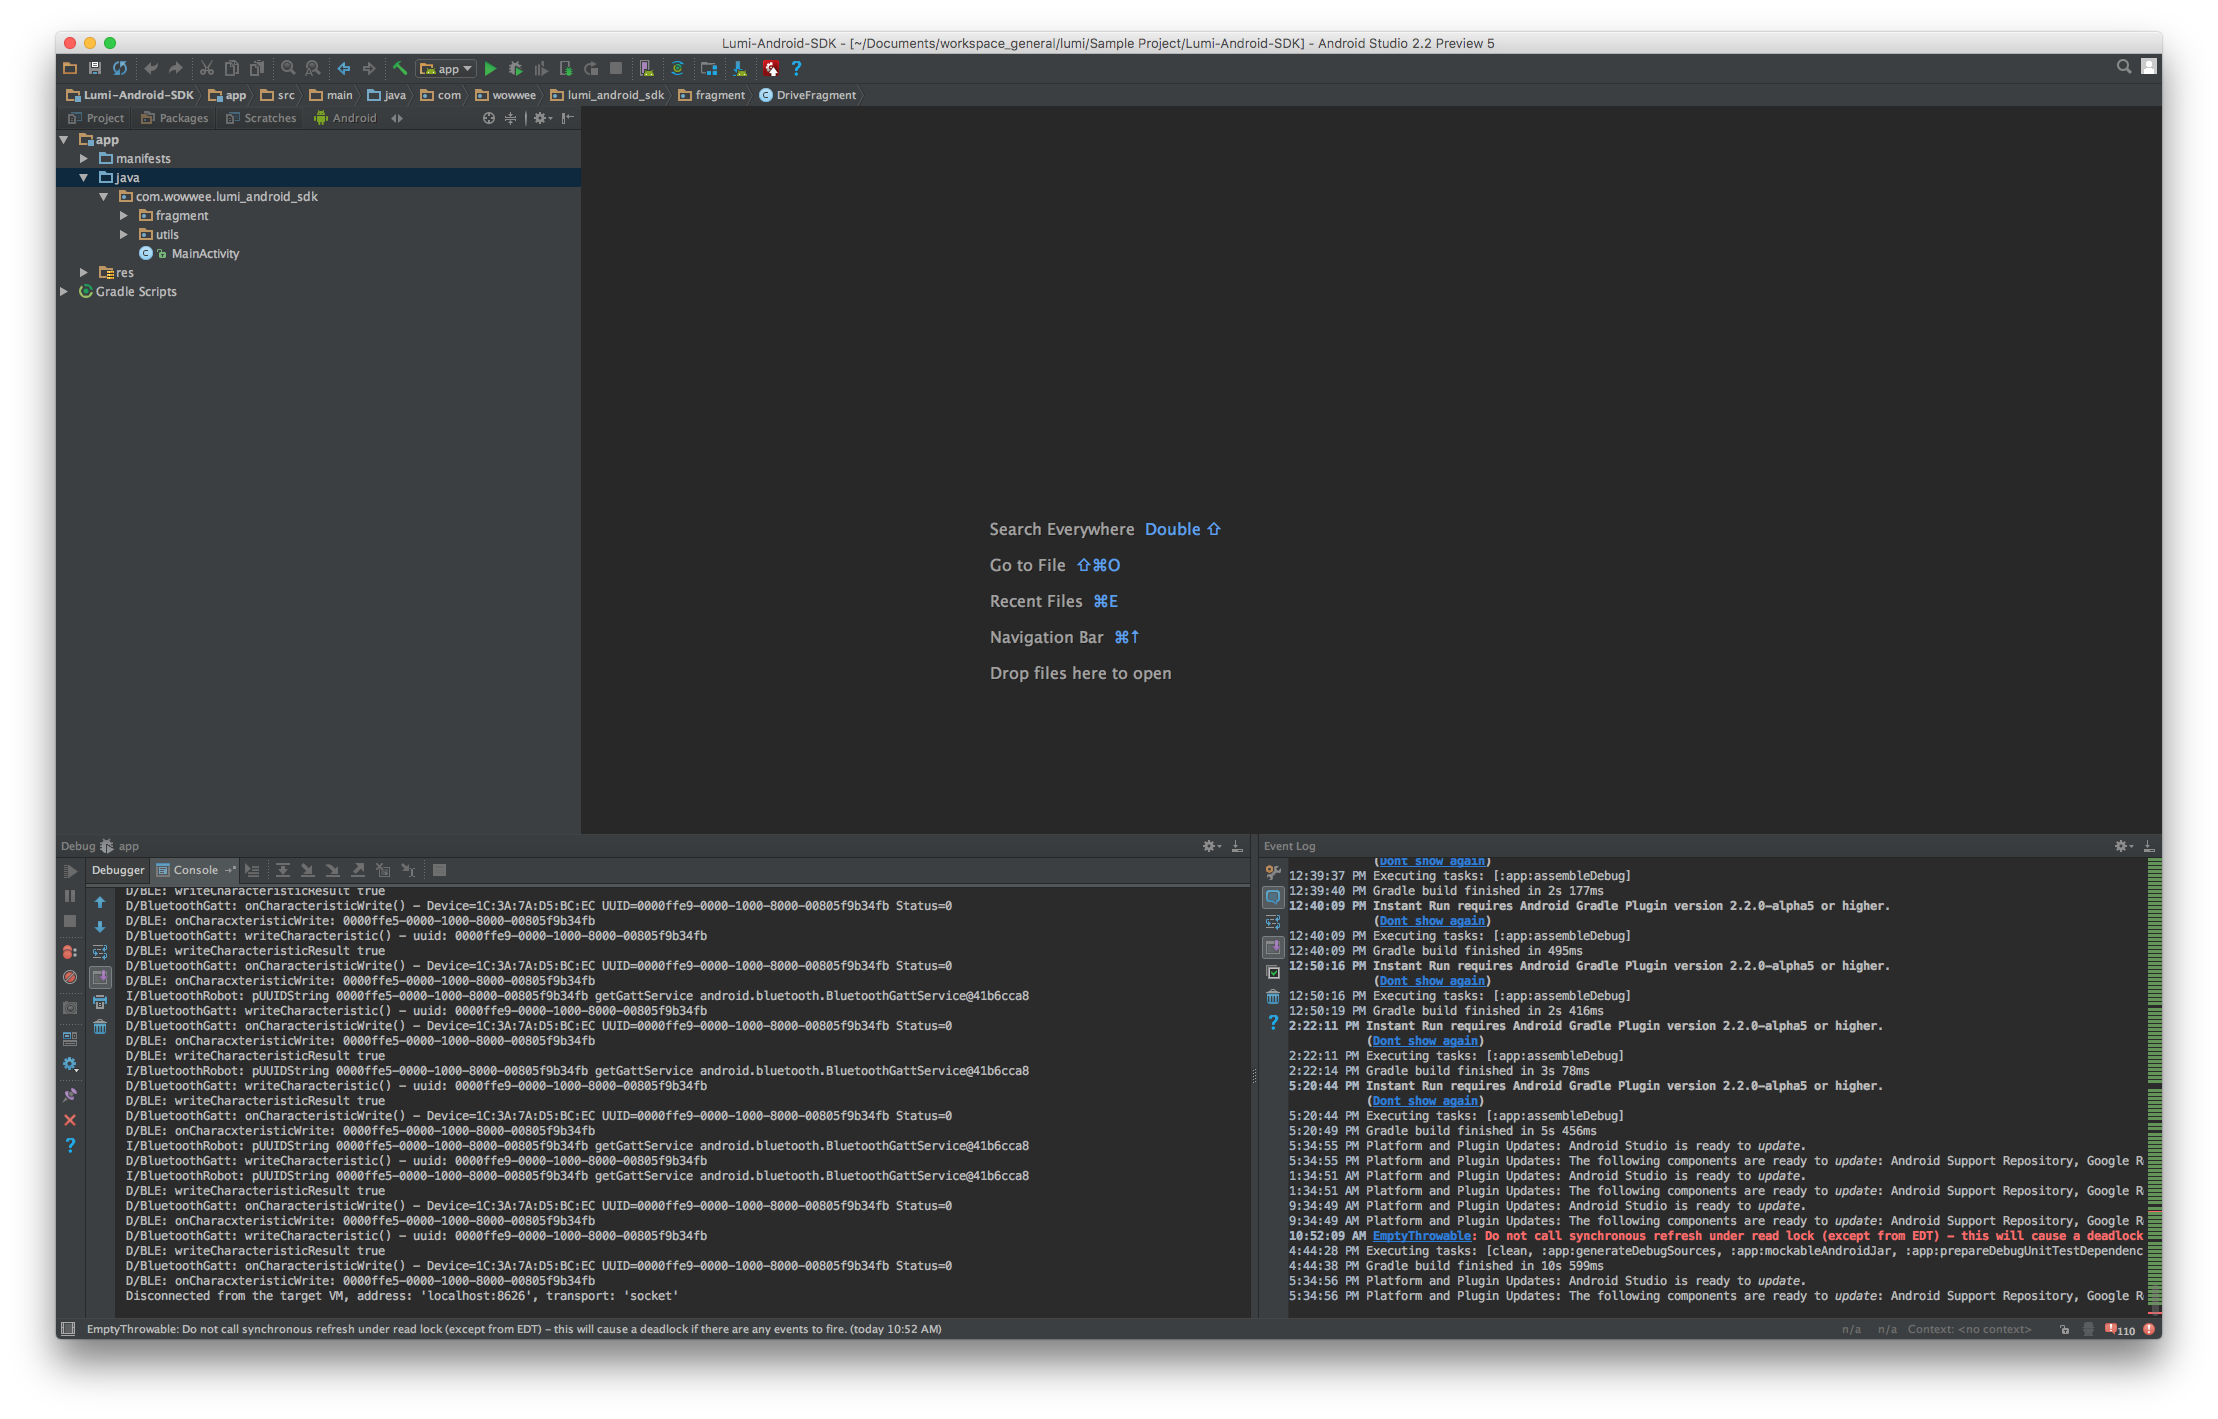 Lumi-Android-SDK - [~/Documents/workspace_general/lumi/Sample Project/Lumi-Android-SDK] - Android Studio 2.2 Preview 5
app
Lumi-Android-SDK app src main java com wowwee lumi_android_sdk fragment DriveFragment
Project Packages Scratches Android
app
manifests
java
com.wowwee.lumi_android_sdk
fragment
utils
MainActivity
res
Gradle Scripts
Search Everywhere Double ⇧
Go to File ⇧⌘O
Recent Files ⌘E
Navigation Bar ⌘↑
Drop files here to open
Debug app
Debugger Console
D/BLE: writeCharacteristicResult true
D/BluetoothGatt: onCharacteristicWrite() - Device=1C:3A:7A:D5:BC:EC UUID=0000ffe9-0000-1000-8000-00805f9b34fb Status=0
D/BLE: onCharacxteristicWrite: 0000ffe5-0000-1000-8000-00805f9b34fb
D/BluetoothGatt: writeCharacteristic() - uuid: 0000ffe9-0000-1000-8000-00805f9b34fb
D/BLE: writeCharacteristicResult true
D/BluetoothGatt: onCharacteristicWrite() - Device=1C:3A:7A:D5:BC:EC UUID=0000ffe9-0000-1000-8000-00805f9b34fb Status=0
D/BLE: onCharacxteristicWrite: 0000ffe5-0000-1000-8000-00805f9b34fb
I/BluetoothRobot: pUUIDString 0000ffe5-0000-1000-8000-00805f9b34fb getGattService android.bluetooth.BluetoothGattService@41b6cca8
D/BluetoothGatt: writeCharacteristic() - uuid: 0000ffe9-0000-1000-8000-00805f9b34fb
D/BluetoothGatt: onCharacteristicWrite() - Device=1C:3A:7A:D5:BC:EC UUID=0000ffe9-0000-1000-8000-00805f9b34fb Status=0
D/BLE: onCharacxteristicWrite: 0000ffe5-0000-1000-8000-00805f9b34fb
D/BLE: writeCharacteristicResult true
I/BluetoothRobot: pUUIDString 0000ffe5-0000-1000-8000-00805f9b34fb getGattService android.bluetooth.BluetoothGattService@41b6cca8
D/BluetoothGatt: writeCharacteristic() - uuid: 0000ffe9-0000-1000-8000-00805f9b34fb
D/BLE: writeCharacteristicResult true
D/BluetoothGatt: onCharacteristicWrite() - Device=1C:3A:7A:D5:BC:EC UUID=0000ffe9-0000-1000-8000-00805f9b34fb Status=0
D/BLE: onCharacxteristicWrite: 0000ffe5-0000-1000-8000-00805f9b34fb
I/BluetoothRobot: pUUIDString 0000ffe5-0000-1000-8000-00805f9b34fb getGattService android.bluetooth.BluetoothGattService@41b6cca8
D/BluetoothGatt: writeCharacteristic() - uuid: 0000ffe9-0000-1000-8000-00805f9b34fb
I/BluetoothRobot: pUUIDString 0000ffe5-0000-1000-8000-00805f9b34fb getGattService android.bluetooth.BluetoothGattService@41b6cca8
D/BLE: writeCharacteristicResult true
D/BluetoothGatt: onCharacteristicWrite() - Device=1C:3A:7A:D5:BC:EC UUID=0000ffe9-0000-1000-8000-00805f9b34fb Status=0
D/BLE: onCharacxteristicWrite: 0000ffe5-0000-1000-8000-00805f9b34fb
D/BluetoothGatt: writeCharacteristic() - uuid: 0000ffe9-0000-1000-8000-00805f9b34fb
D/BLE: writeCharacteristicResult true
D/BluetoothGatt: onCharacteristicWrite() - Device=1C:3A:7A:D5:BC:EC UUID=0000ffe9-0000-1000-8000-00805f9b34fb Status=0
D/BLE: onCharacxteristicWrite: 0000ffe5-0000-1000-8000-00805f9b34fb
Disconnected from the target VM, address: 'localhost:8626', transport: 'socket'
Event Log
(Dont show again)
12:39:37 PM Executing tasks: [:app:assembleDebug]
12:39:40 PM Gradle build finished in 2s 177ms
12:40:09 PM Instant Run requires Android Gradle Plugin version 2.2.0-alpha5 or higher.
(Dont show again)
12:40:09 PM Executing tasks: [:app:assembleDebug]
12:40:09 PM Gradle build finished in 495ms
12:50:16 PM Instant Run requires Android Gradle Plugin version 2.2.0-alpha5 or higher.
(Dont show again)
12:50:16 PM Executing tasks: [:app:assembleDebug]
12:50:19 PM Gradle build finished in 2s 416ms
2:22:11 PM Instant Run requires Android Gradle Plugin version 2.2.0-alpha5 or higher.
(Dont show again)
2:22:11 PM Executing tasks: [:app:assembleDebug]
2:22:14 PM Gradle build finished in 3s 78ms
5:20:44 PM Instant Run requires Android Gradle Plugin version 2.2.0-alpha5 or higher.
(Dont show again)
5:20:44 PM Executing tasks: [:app:assembleDebug]
5:20:49 PM Gradle build finished in 5s 456ms
5:34:55 PM Platform and Plugin Updates: Android Studio is ready to update.
5:34:55 PM Platform and Plugin Updates: The following components are ready to update: Android Support Repository, Google R
1:34:51 AM Platform and Plugin Updates: Android Studio is ready to update.
1:34:51 AM Platform and Plugin Updates: The following components are ready to update: Android Support Repository, Google R
9:34:49 AM Platform and Plugin Updates: Android Studio is ready to update.
9:34:49 AM Platform and Plugin Updates: The following components are ready to update: Android Support Repository, Google R
10:52:09 AM EmptyThrowable: Do not call synchronous refresh under read lock (except from EDT) - this will cause a deadlock
4:44:28 PM Executing tasks: [clean, :app:generateDebugSources, :app:mockableAndroidJar, :app:prepareDebugUnitTestDependenc
4:44:38 PM Gradle build finished in 10s 599ms
5:34:56 PM Platform and Plugin Updates: Android Studio is ready to update.
5:34:56 PM Platform and Plugin Updates: The following components are ready to update: Android Support Repository, Google R
EmptyThrowable: Do not call synchronous refresh under read lock (except from EDT) - this will cause a deadlock if there are any events to fire. (today 10:52 AM)
n/a n/a Context: <no context> 110